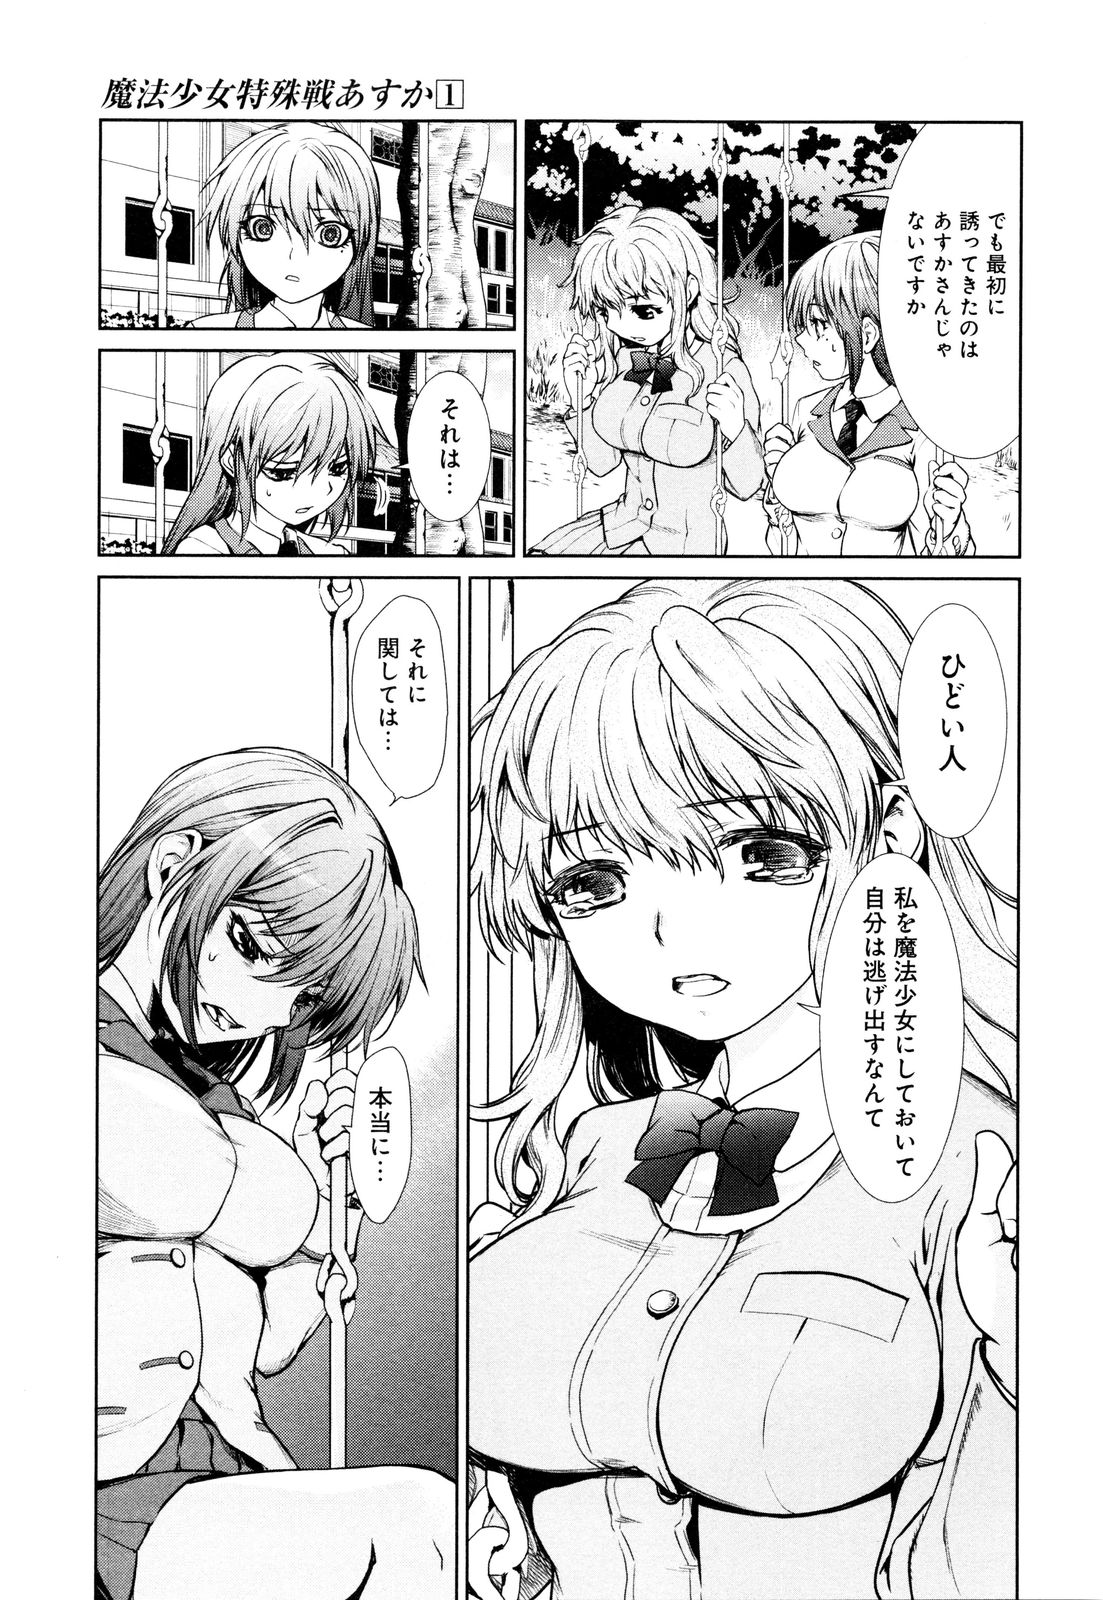 魔法少女特殊戦あすか1
でも最初に
誘ってきたのは
あすかさんじゃ
ないですか
それは…
ひどい人
私を魔法少女にしておいて
自分は逃げ出すなんて
それに
関しては…
本当に…